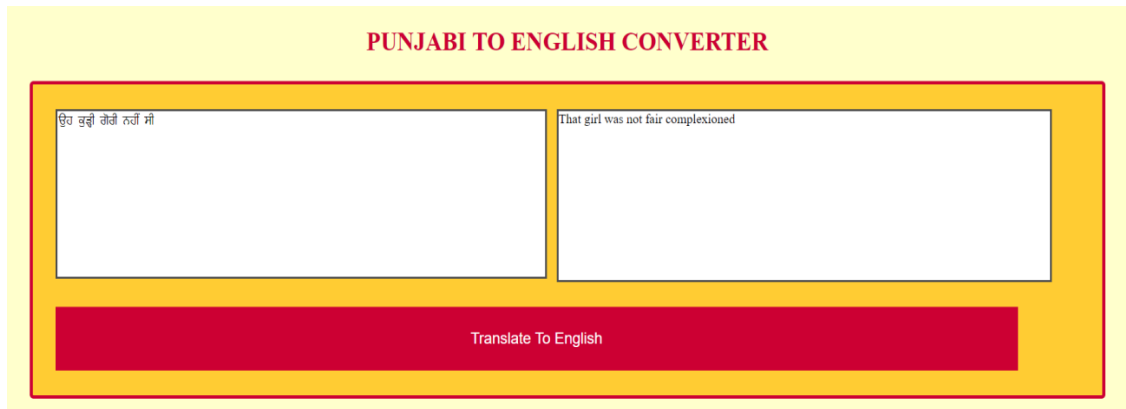 PUNJABI TO ENGLISH CONVERTER
ਉਹ ਕੁੜੀ ਗੋਰੀ ਨਹੀਂ ਸੀ
That girl was not fair complexioned
Translate To English